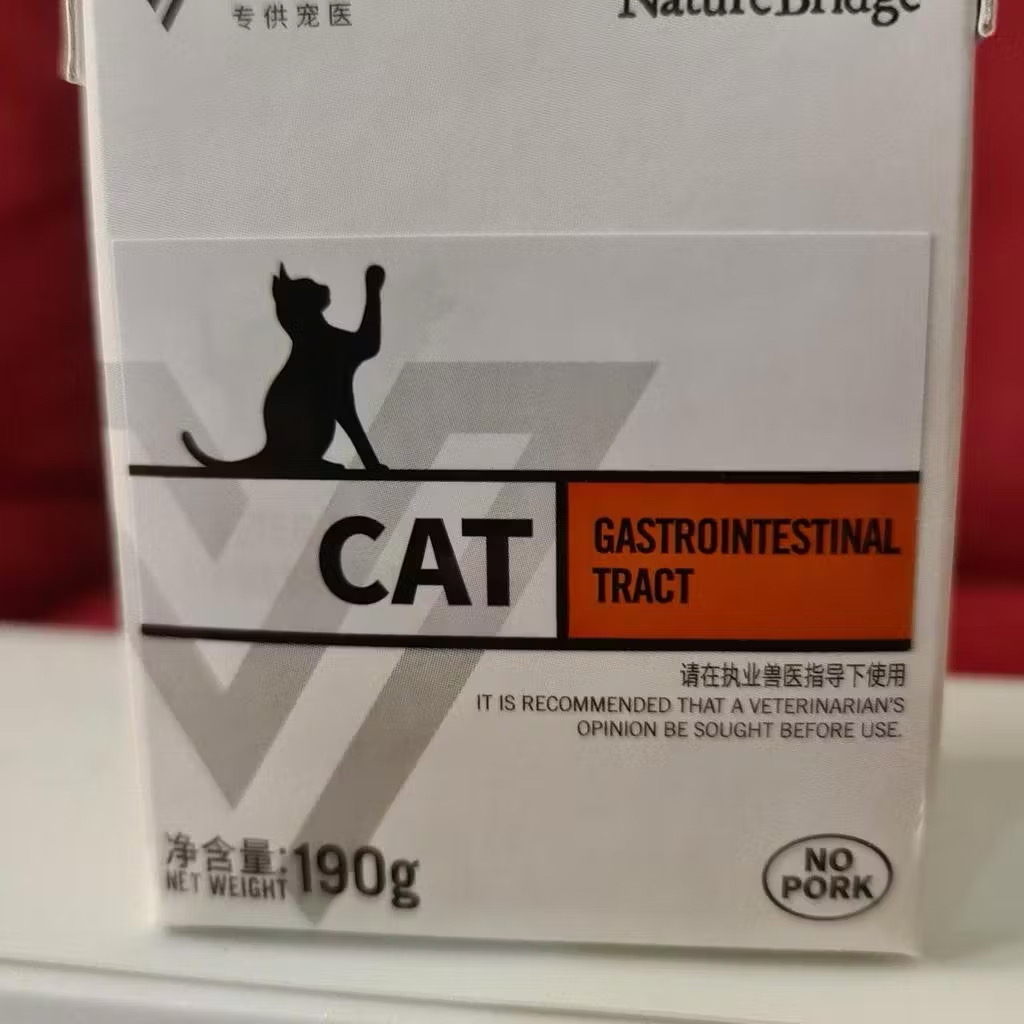 专供宠医
NatureBridge
CAT
GASTROINTESTINAL
TRACT
请在执业兽医指导下使用
IT IS RECOMMENDED THAT A VETERINARIAN'S
OPINION BE SOUGHT BEFORE USE.
净含量:190g
NET WEIGHT
NO
PORK